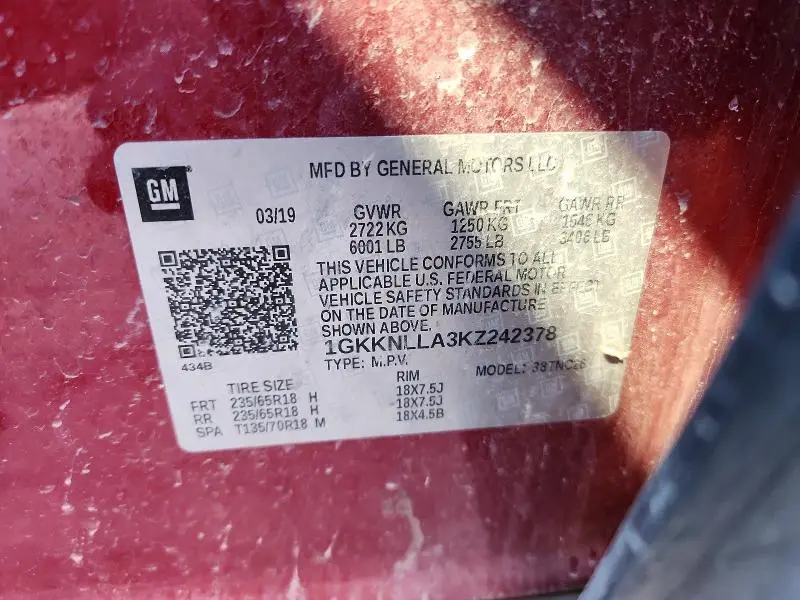 GM
MFD BY GENERAL MOTORS LLC
03/19 GVWR GAWR FRT GAWR RR
2722 KG 1250 KG 1546 KG
6001 LB 2755 LB 3408 LB
THIS VEHICLE CONFORMS TO ALL
APPLICABLE U.S. FEDERAL MOTOR
VEHICLE SAFETY STANDARDS IN EFFECT
ON THE DATE OF MANUFACTURE
SHOWN ABOVE.
1GKKNLLA3KZ242378
434B
TYPE: M.P.V. MODEL:
TIRE SIZE RIM
FRT 235/65R18 H 18X7.5J
RR 235/65R18 H 18X7.5J
SPA T135/70R18 M 18X4.5B